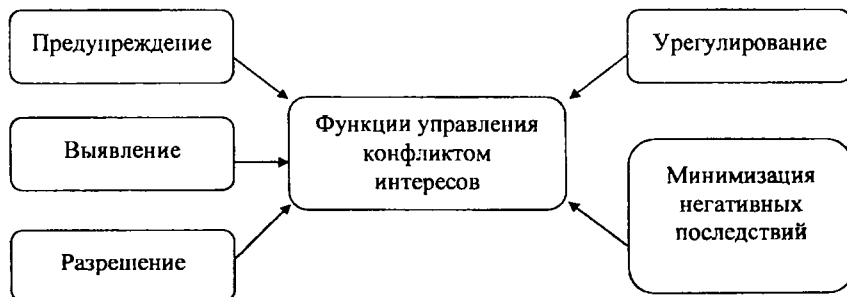 Предупреждение
Урегулирование
Функции управления
конфликтом
интересов
Выявление
Минимизация
негативных
последствий
Разрешение